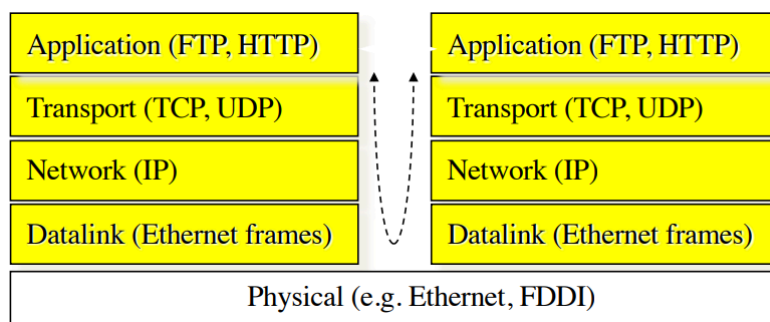 Application (FTP, HTTP)
Application (FTP, HTTP)
Transport (TCP, UDP)
Transport (TCP, UDP)
Network (IP)
Network (IP)
Datalink (Ethernet frames)
Datalink (Ethernet frames)
Physical (e.g. Ethernet, FDDI)